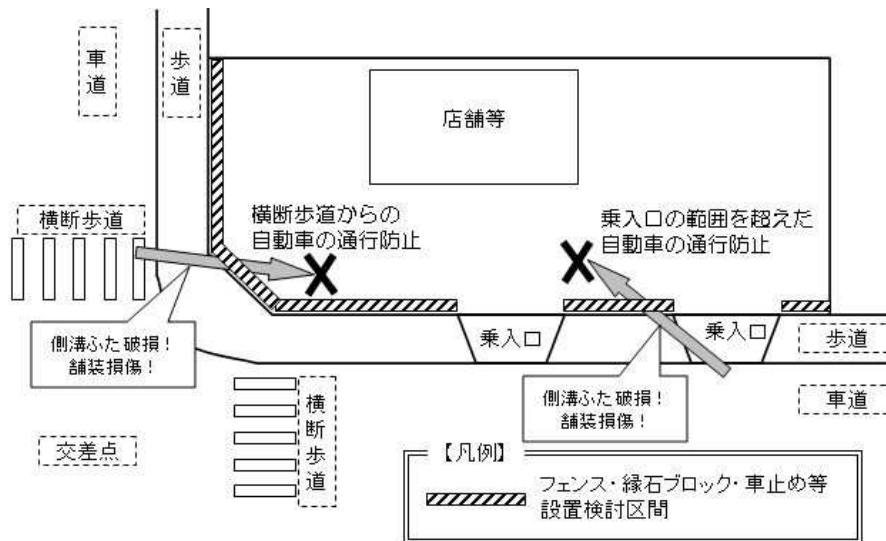 車道
歩道
店舗等
横断歩道
横断歩道からの
自動車の通行防止
乗入口の範囲を超えた
自動車の通行防止
側溝ふた破損！
舗装損傷！
乗入口
乗入口
歩道
側溝ふた破損！
舗装損傷！
車道
横断歩道
交差点
【凡例】
フェンス・縁石ブロック・車止め等
設置検討区間